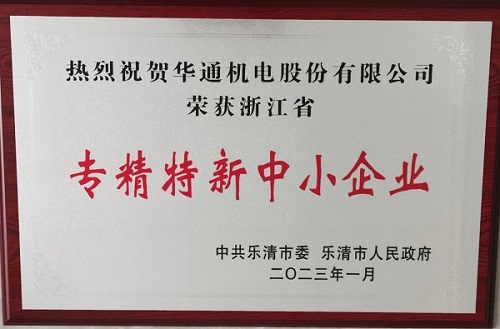 热烈祝贺华通机电股份有限公司
荣获浙江省
专精特新中小企业
中共乐清市委 乐清市人民政府
二〇二三年一月